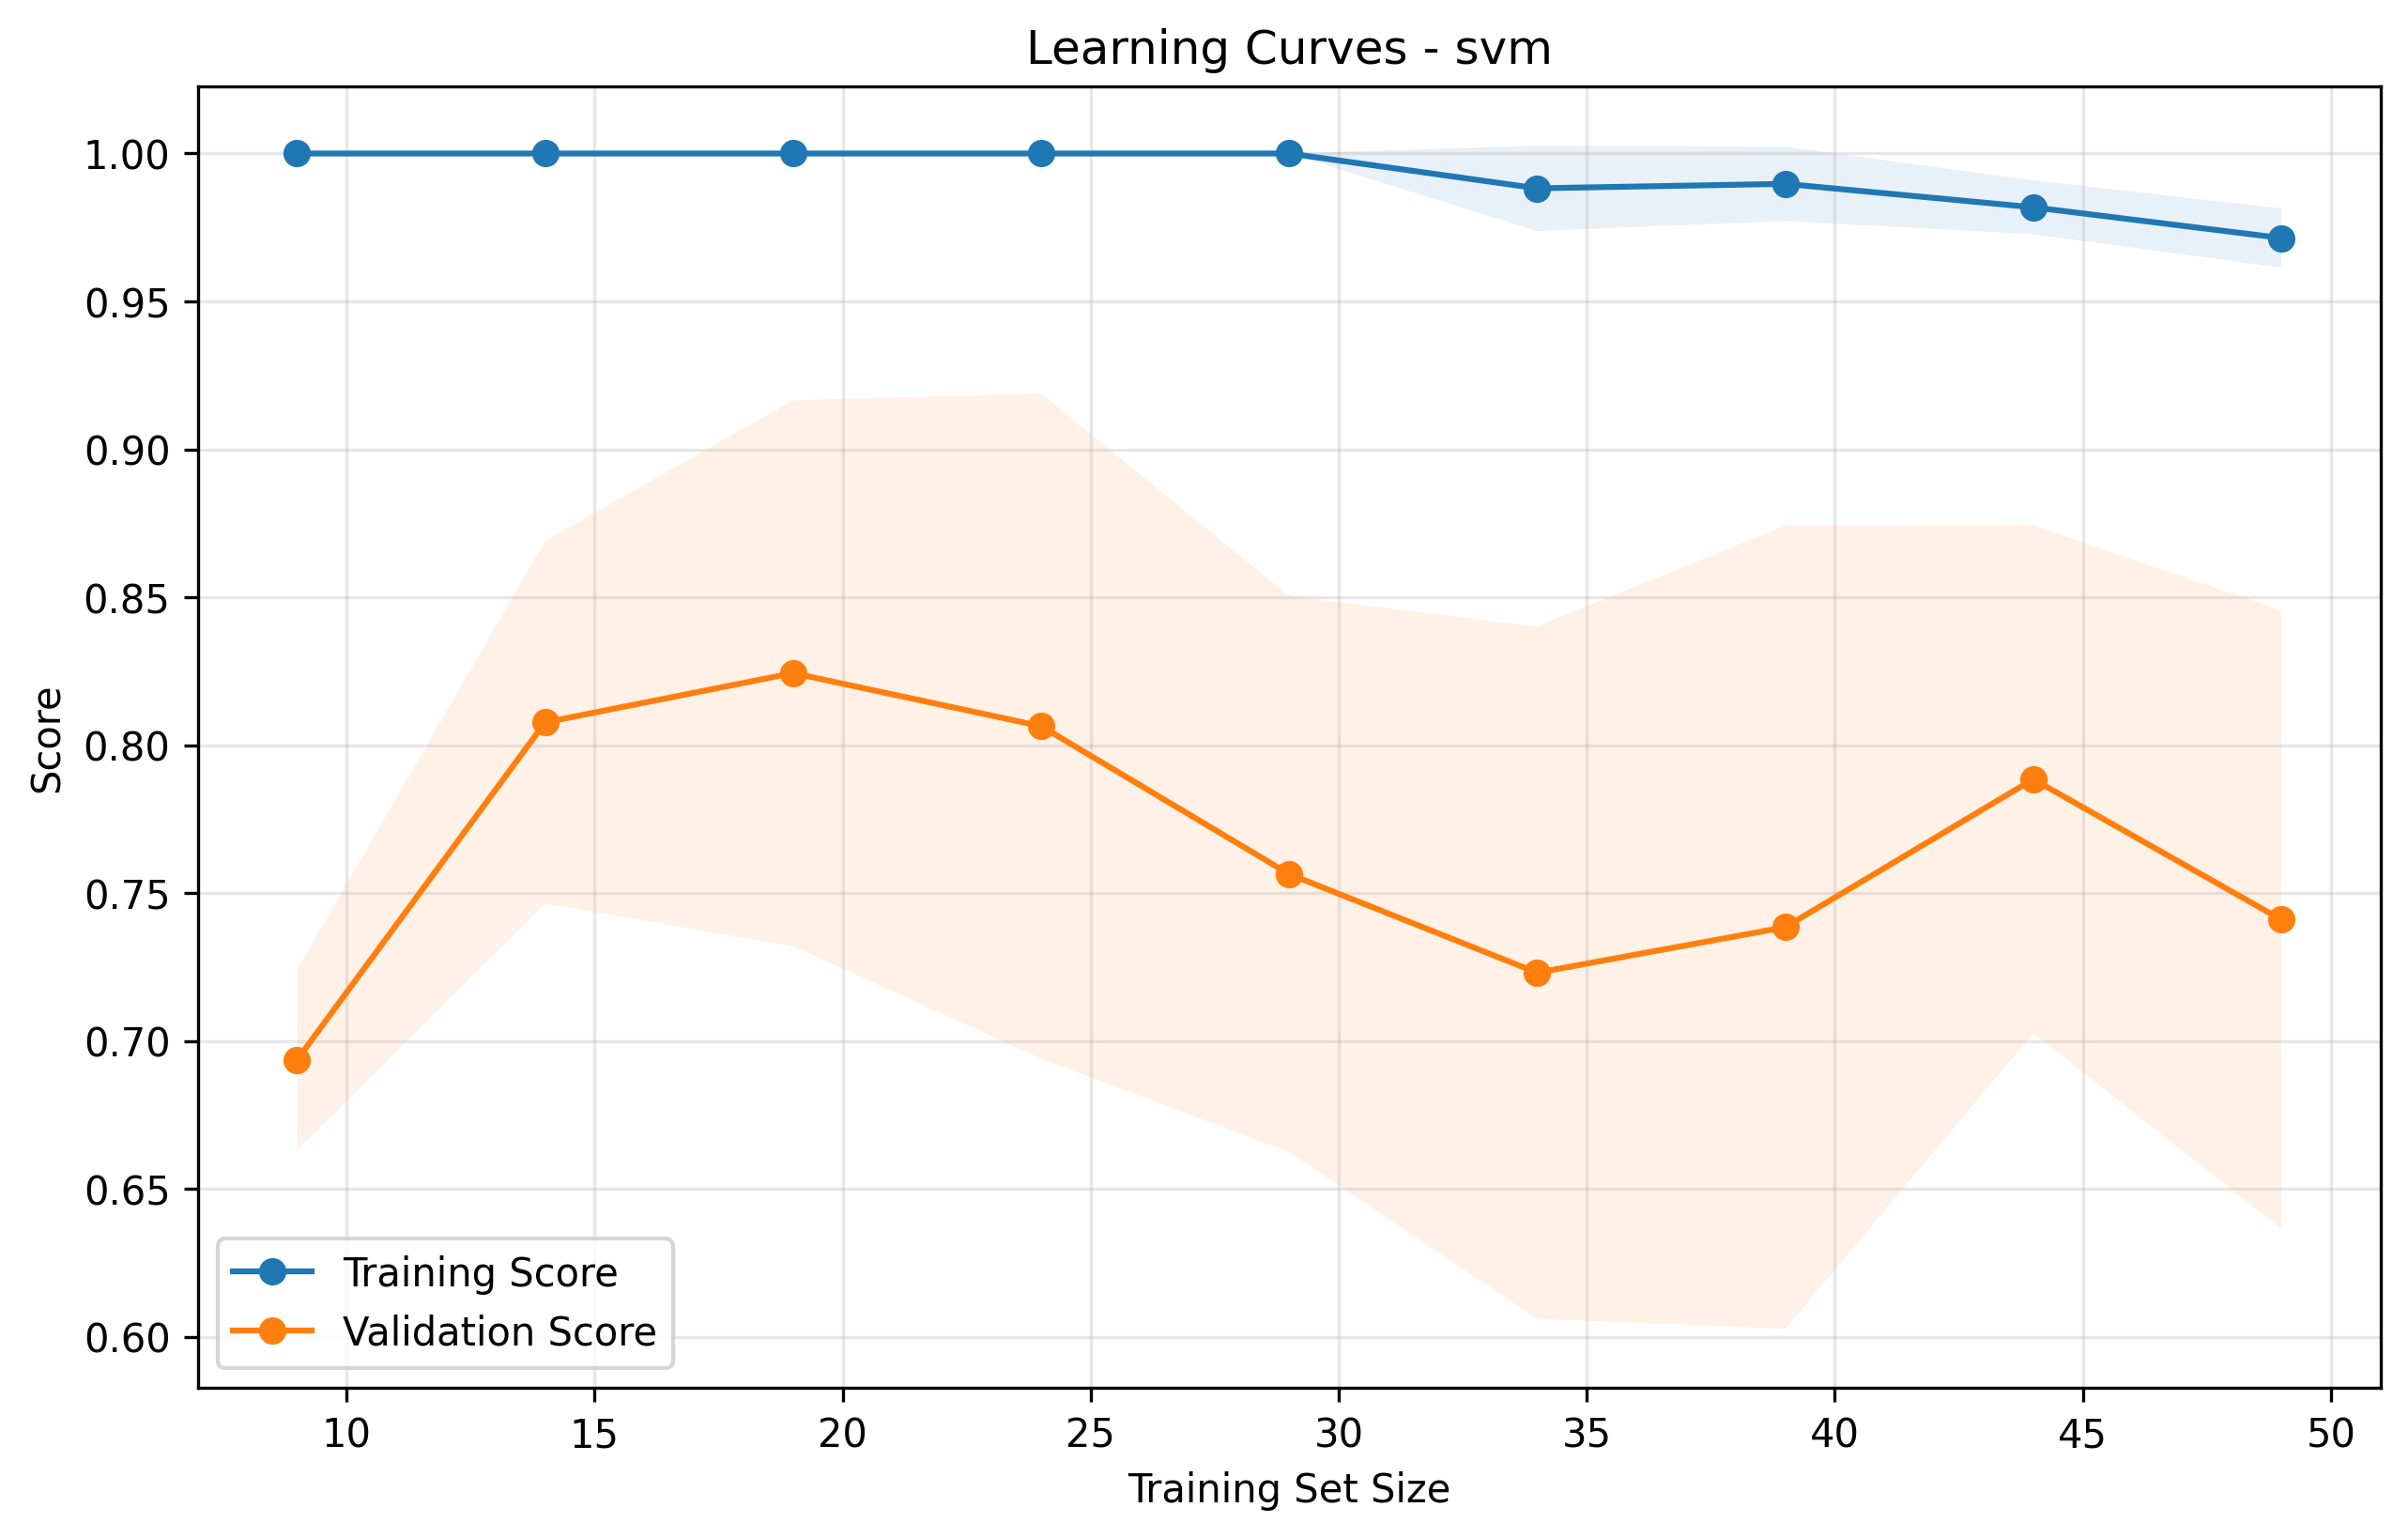 Learning Curves - svm
1.00
0.95
0.90
0.85
0.80
0.75
0.70
0.65
0.60
Score
Training Score
Validation Score
10 15 20 25 30 35 40 45 50
Training Set Size